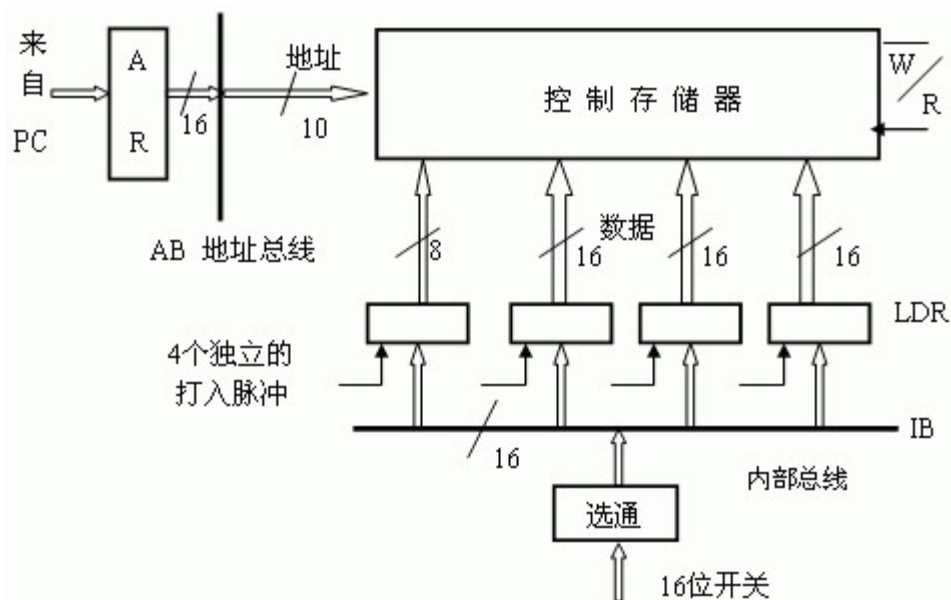 来自
PC
A
R
16
地址
10
控制存储器
W/R
AB 地址总线
数据
8
16
16
16
LDR
4个独立的
打入脉冲
16
IB
内部总线
选通
16位开关